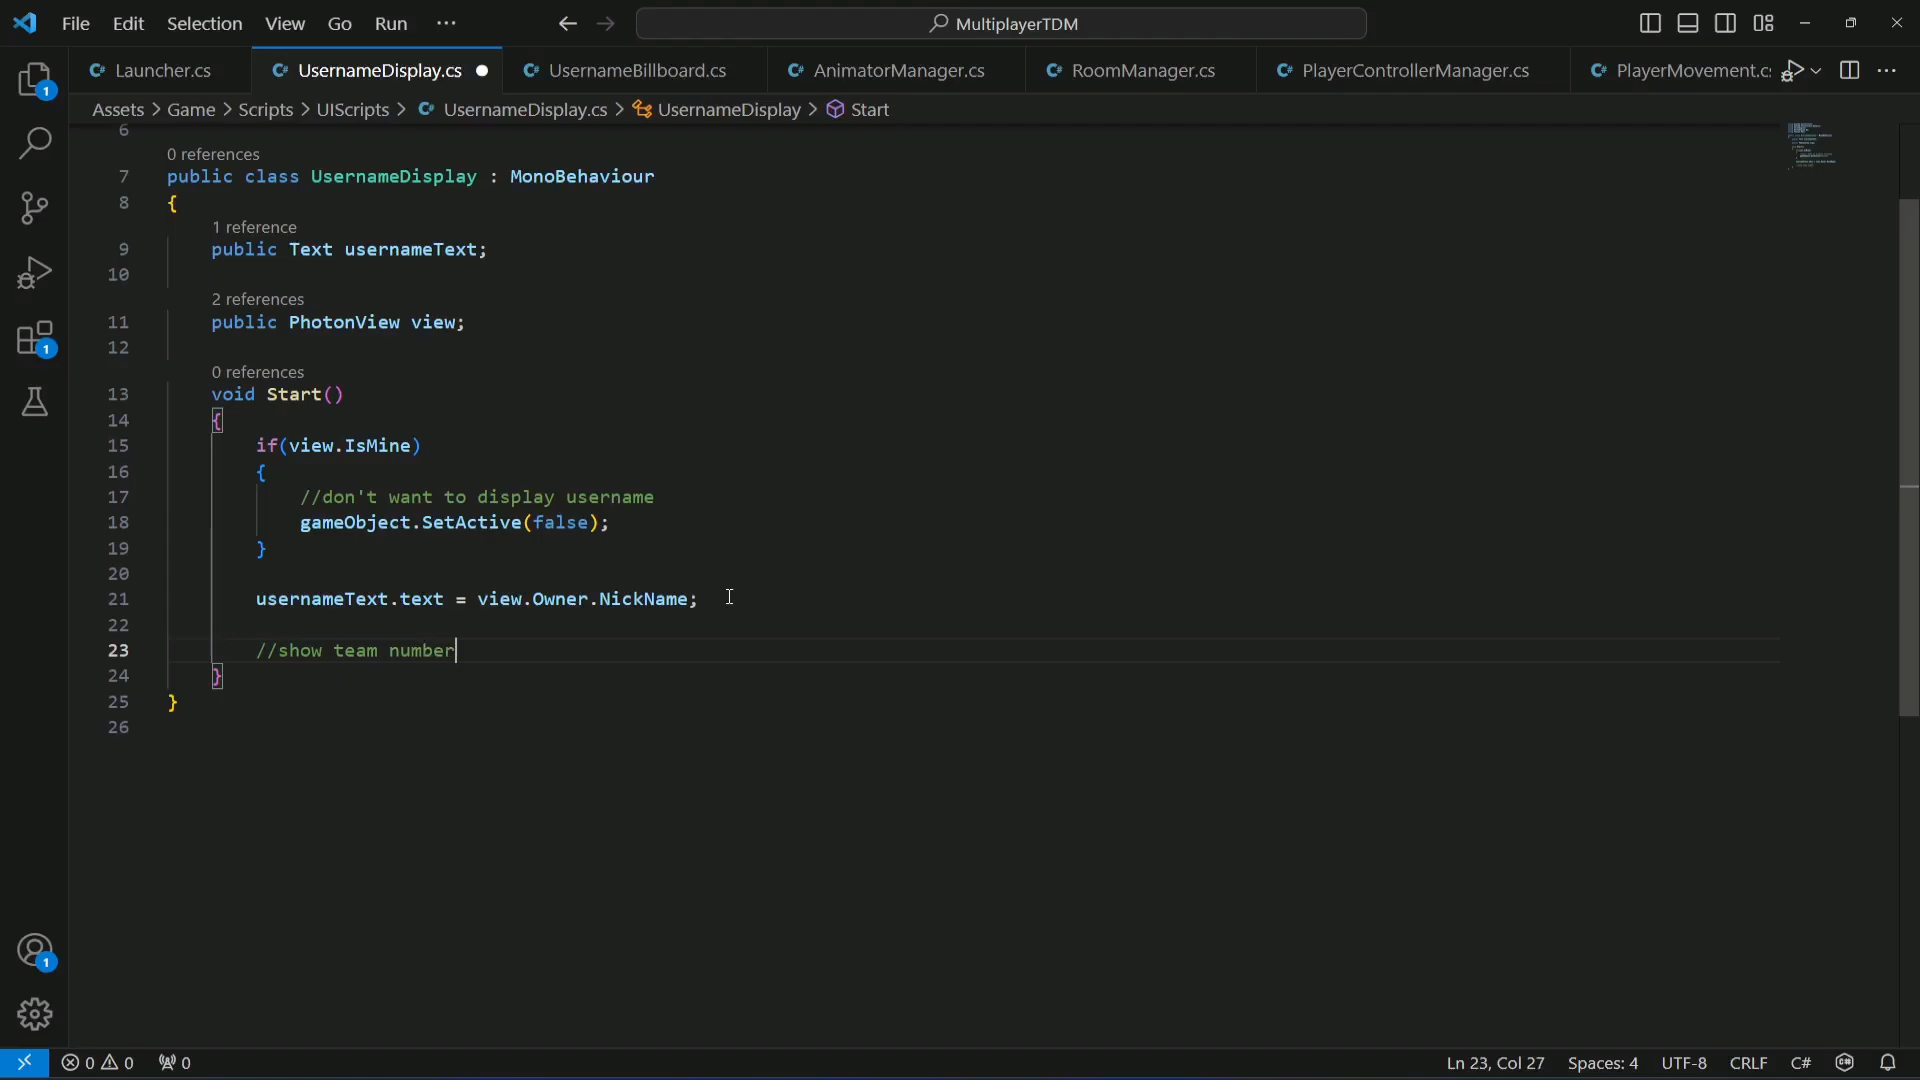 File Edit Selection View Go Run ··· MultiplayerTDM
Launcher.cs UsernameDisplay.cs UsernameBillboard.cs AnimatorManager.cs RoomManager.cs PlayerControllerManager.cs PlayerMovement.cs
Assets > Game > Scripts > UIScripts > UsernameDisplay.cs > UsernameDisplay > Start
6
0 references
7 public class UsernameDisplay : MonoBehaviour
8 {
1 reference
9 public Text usernameText;
10
2 references
11 public PhotonView view;
12
0 references
13 void Start()
14 {
15 if(view.IsMine)
16 {
17 //don't want to display username
18 gameObject.SetActive(false);
19 }
20
21 usernameText.text = view.Owner.NickName;
22
23 //show team number
24 }
25 }
26
1
1
1
0 0 0 Ln 23, Col 27 Spaces: 4 UTF-8 CRLF C#